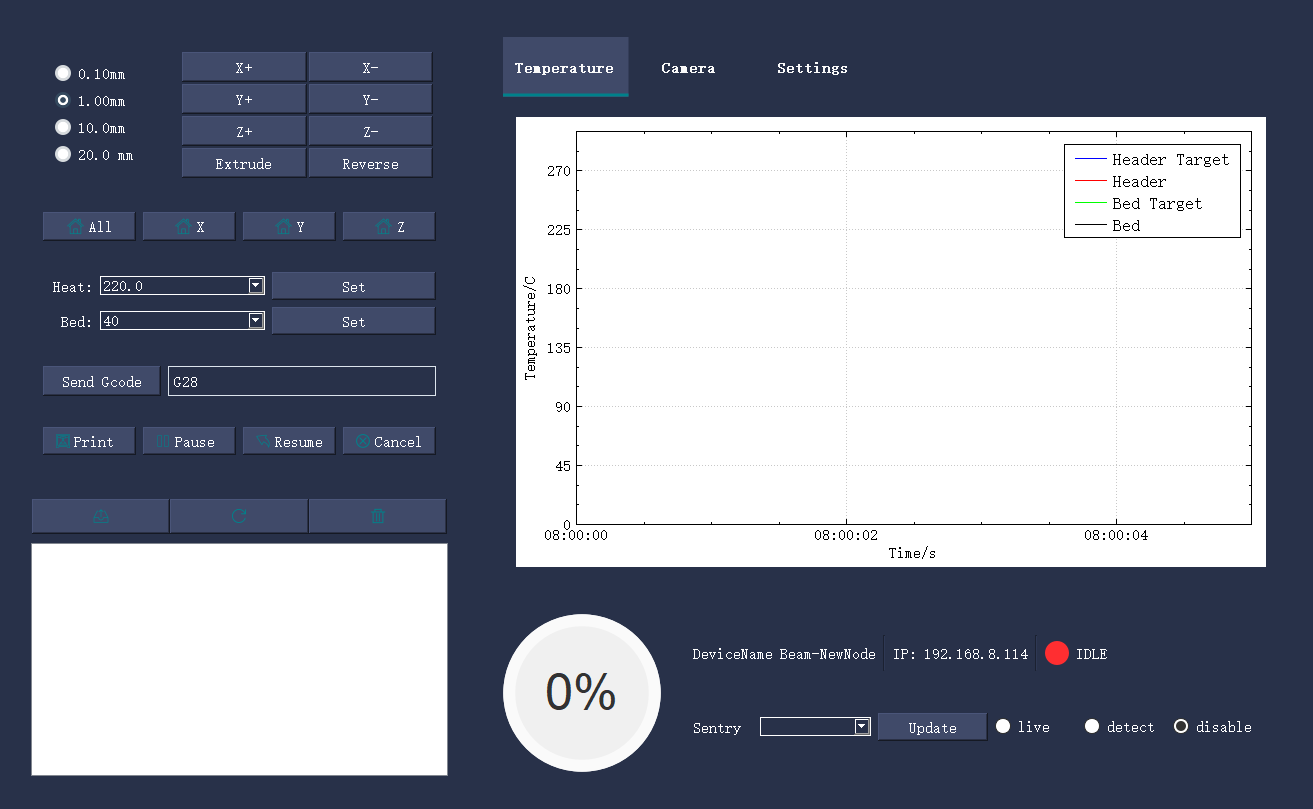 0.10mm
1.00mm
10.0mm
20.0 mm
X+ X-
Y+ Y-
Z+ Z-
Extrude Reverse
All X Y Z
Heat: 220.0 Set
Bed: 40 Set
Send Gcode G28
Print Pause Resume Cancel
Temperature Camera Settings
Header Target
Header
Bed Target
Bed
270
225
180
135
90
45
0
Temperature/C
08:00:00 08:00:02 08:00:04
Time/s
0%
DeviceName Beam-NewNode IP: 192.168.8.114 IDLE
Sentry Update live detect disable